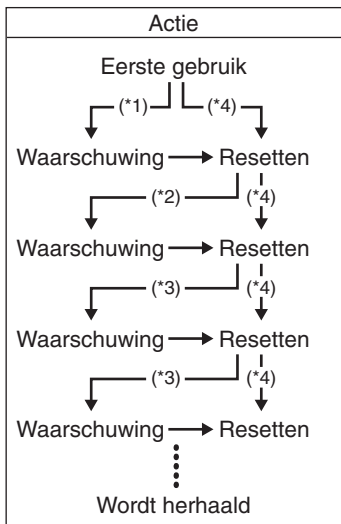 Actie
Eerste gebruik
(*1) (*4)
Waarschuwing Resetten
(*2) (*4)
Waarschuwing Resetten
(*3) (*4)
Waarschuwing Resetten
(*3) (*4)
Waarschuwing Resetten
Wordt herhaald